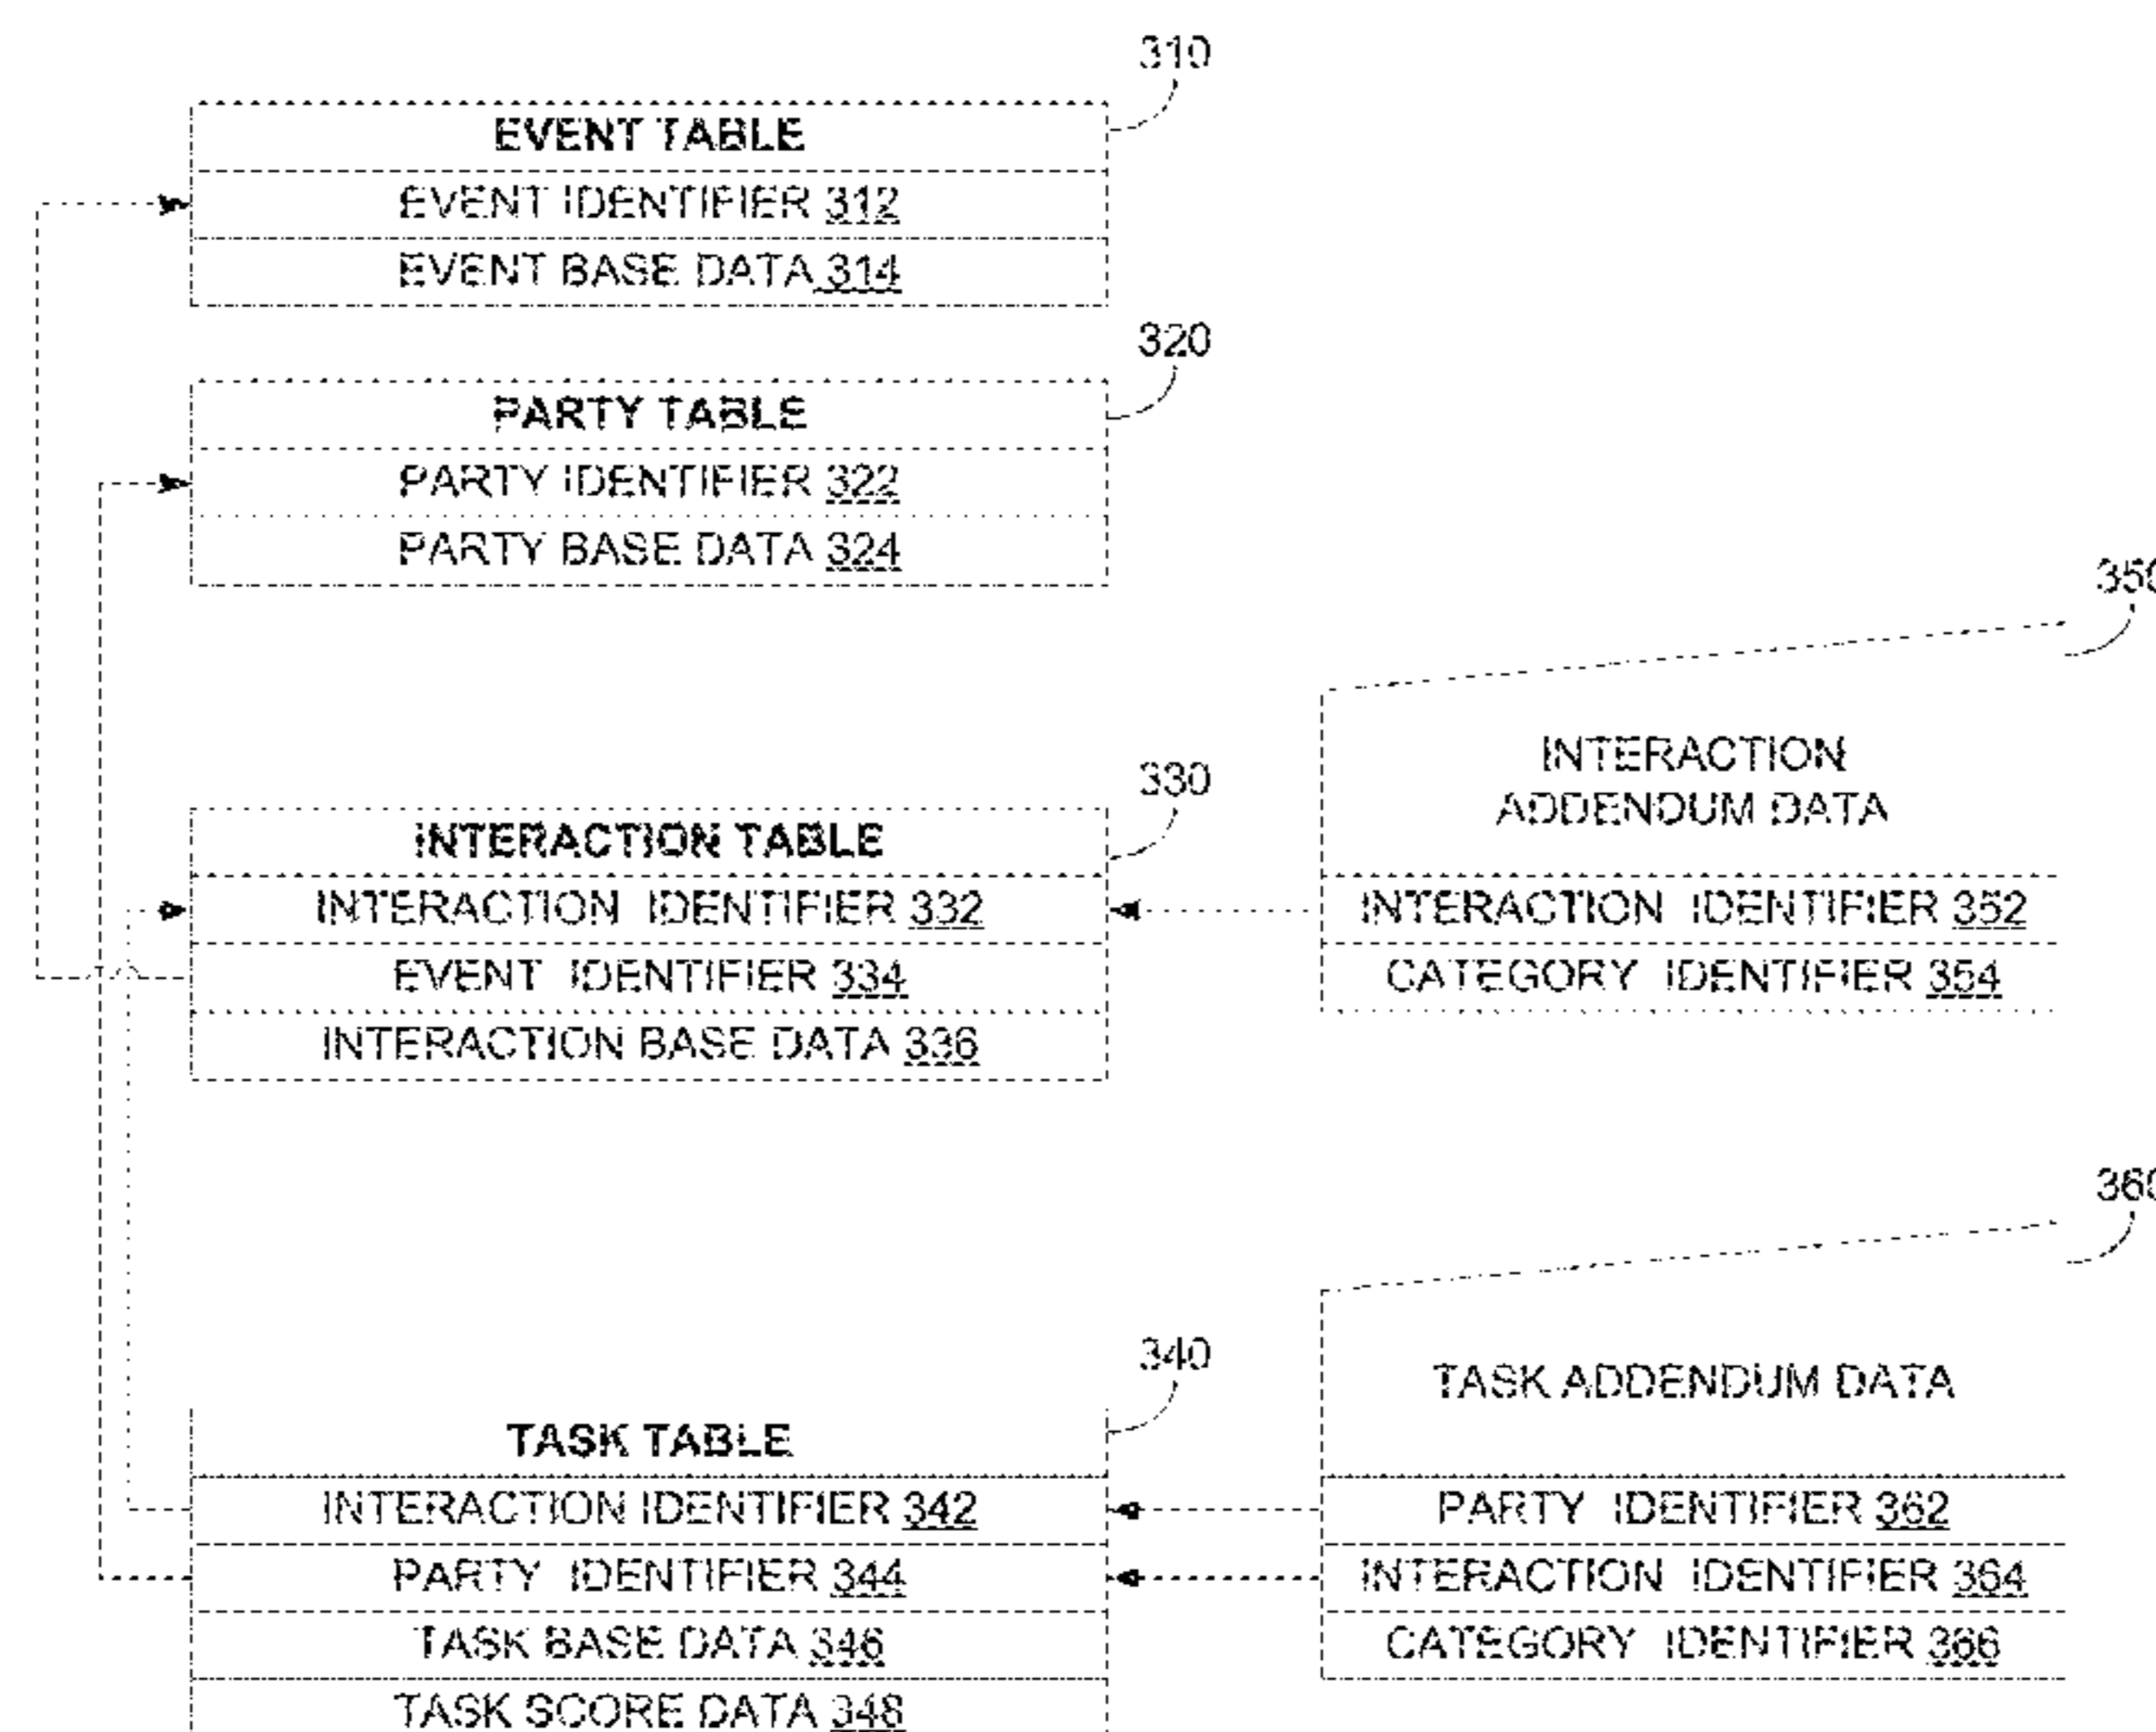 310
EVENT TABLE
EVENT IDENTIFIER 312
EVENT BASE DATA 314
320
PARTY TABLE
PARTY IDENTIFIER 322
PARTY BASE DATA 324
350
INTERACTION
ADDENDUM DATA
INTERACTION IDENTIFIER 352
CATEGORY IDENTIFIER 354
330
INTERACTION TABLE
INTERACTION IDENTIFIER 332
EVENT IDENTIFIER 334
INTERACTION BASE DATA 336
360
TASK ADDENDUM DATA
PARTY IDENTIFIER 362
INTERACTION IDENTIFIER 364
CATEGORY IDENTIFIER 366
340
TASK TABLE
INTERACTION IDENTIFIER 342
PARTY IDENTIFIER 344
TASK BASE DATA 346
TASK SCORE DATA 348